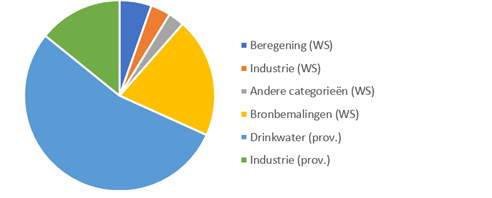 Beregening (WS)
Industrie (WS)
Andere categorieën (WS)
Bronbemalingen (WS)
Drinkwater (prov.)
Industrie (prov.)